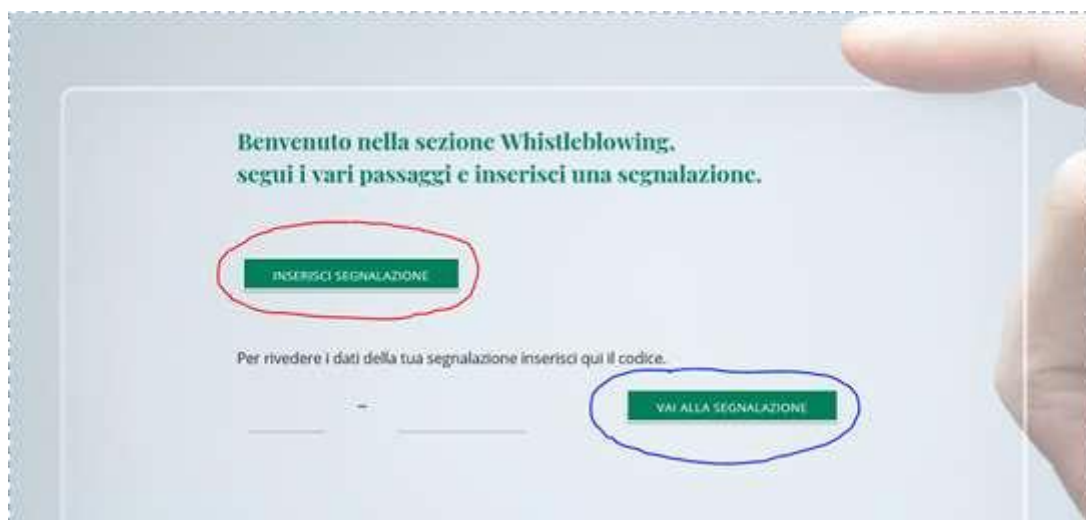 Benvenuto nella sezione Whistleblowing,
segui i vari passaggi e inserisci una segnalazione.
INSERISCI SEGNALAZIONE
Per rivedere i dati della tua segnalazione inserisci qui il codice.
–
VAI ALLA SEGNALAZIONE